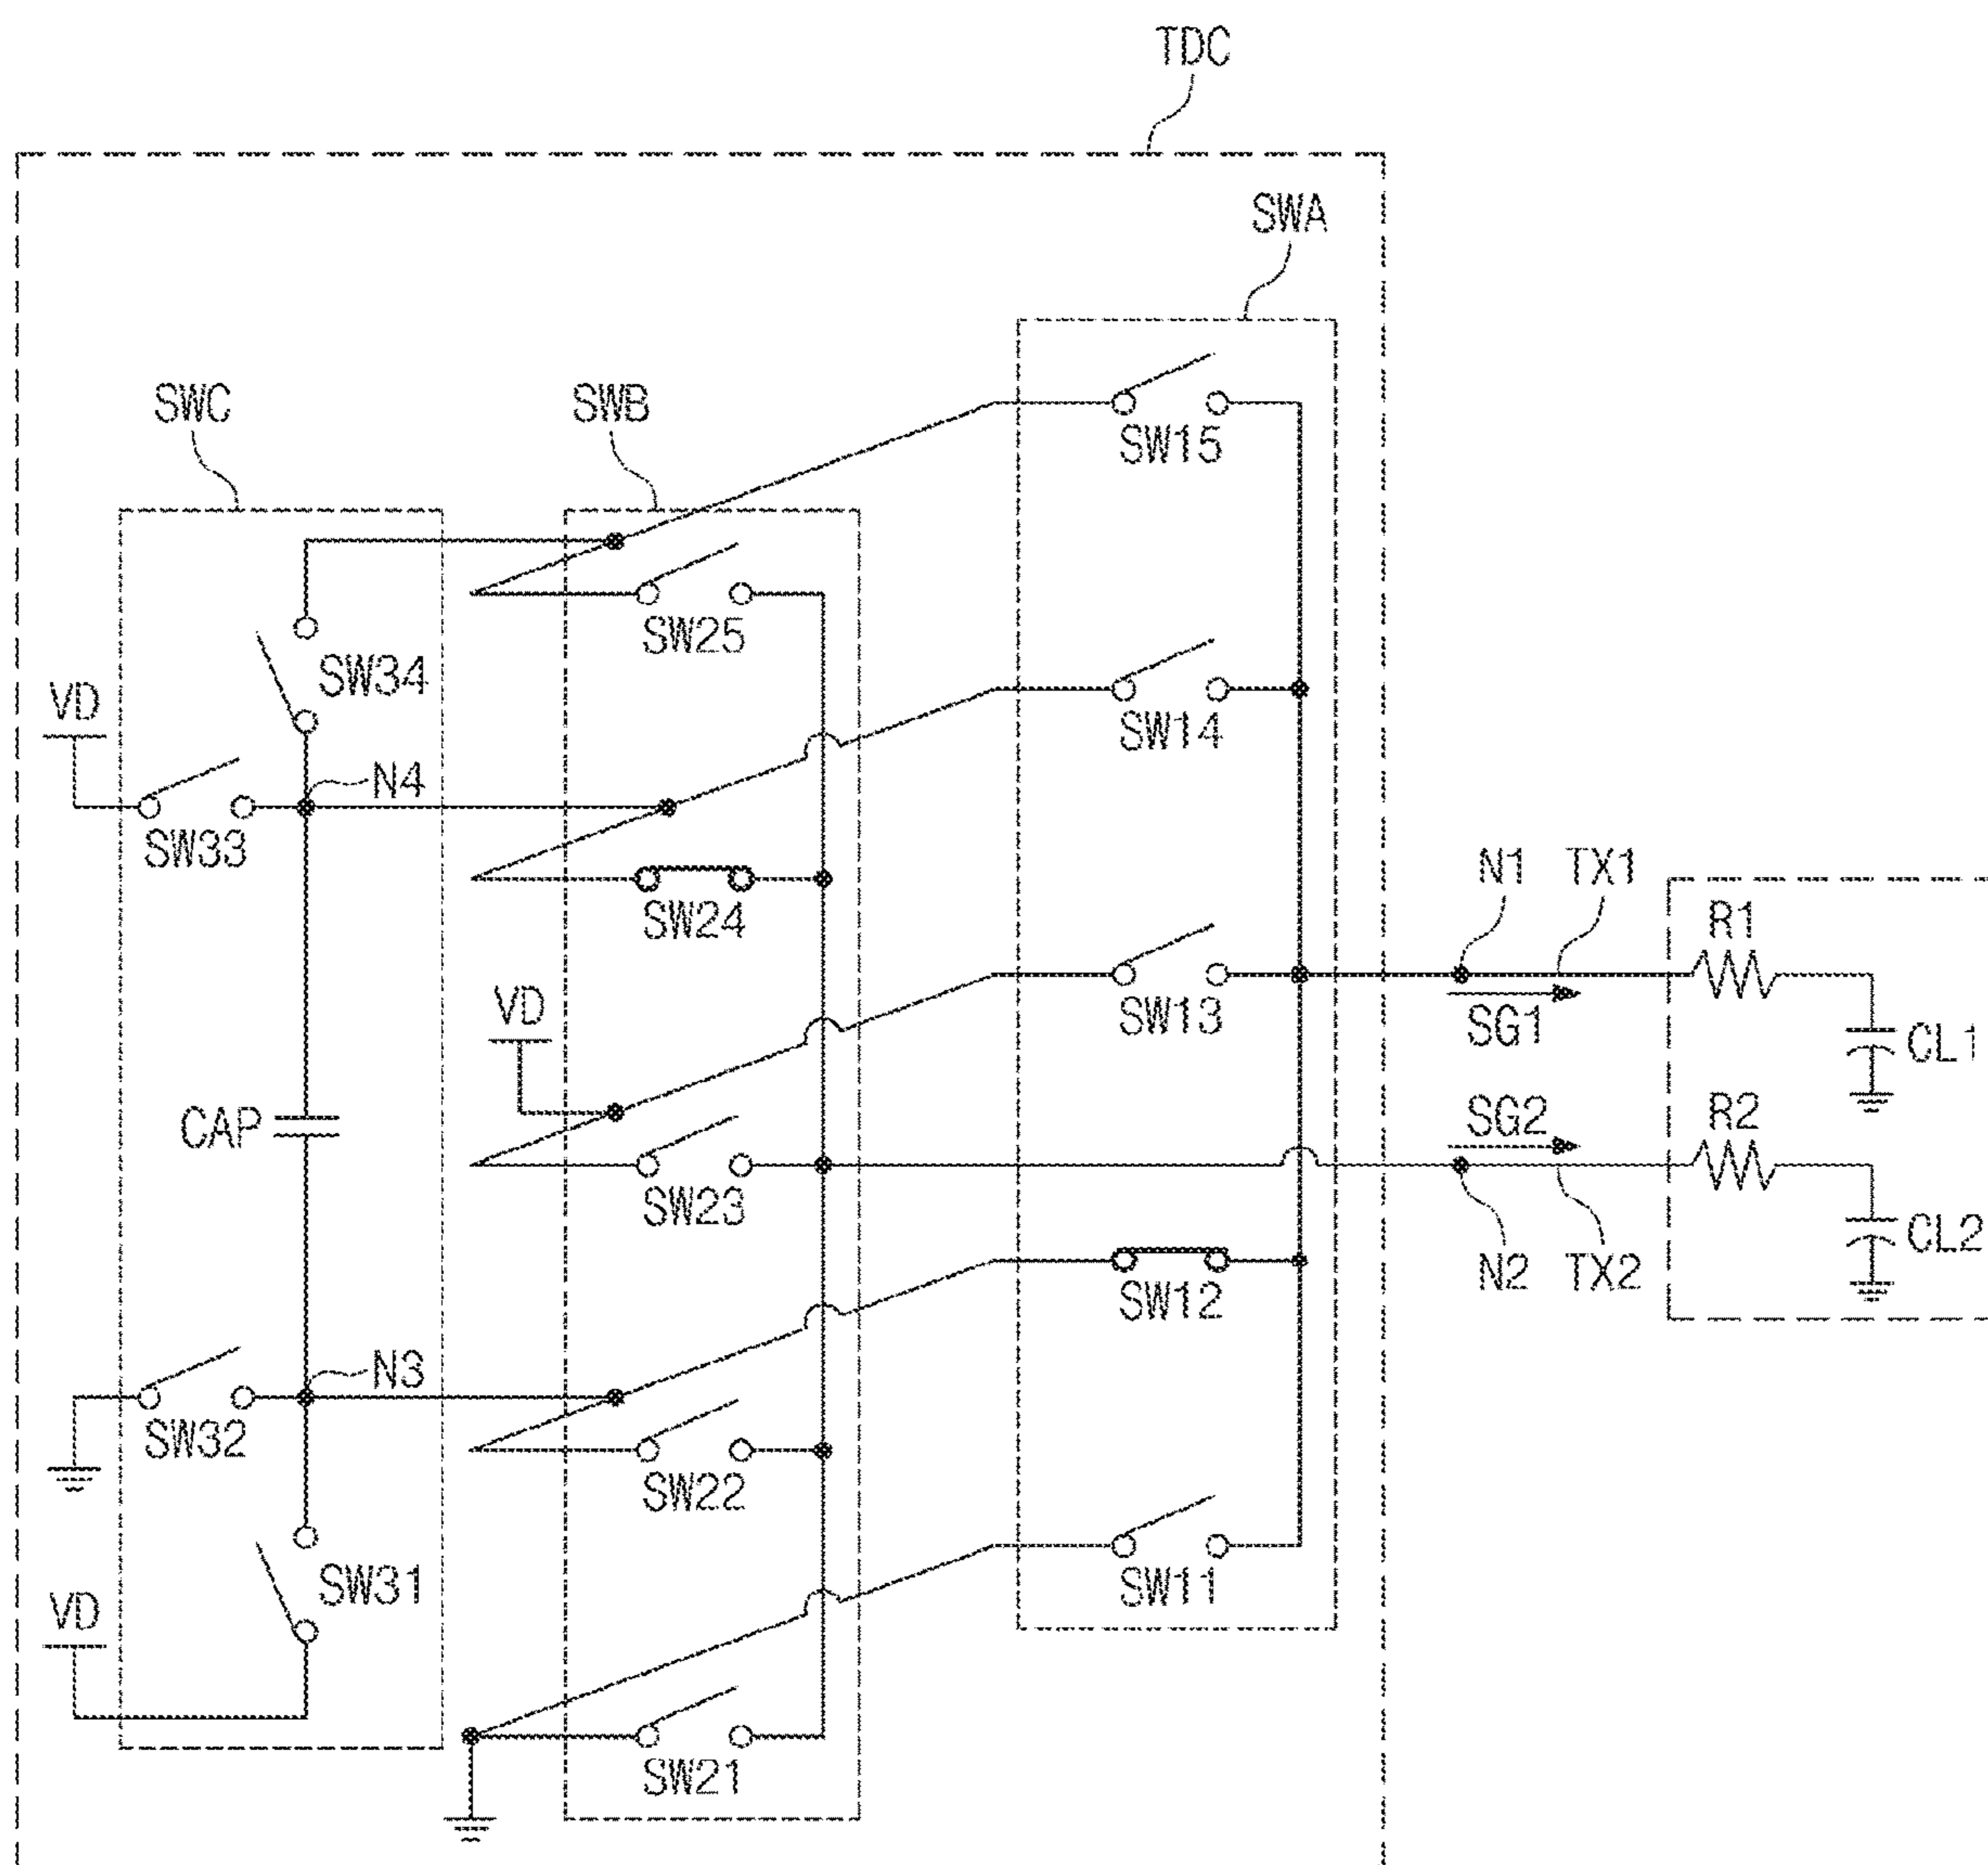 TDC
SWA
SWC
SWB
SW15
SW25
SW34
SW14
VD
N4
SW33
N1
TX1
SW24
R1
VD
SW13
SG1
CL1
CAP
SG2
R2
SW23
N2
TX2
CL2
SW12
N3
SW32
SW22
SW31
SW11
VD
SW21